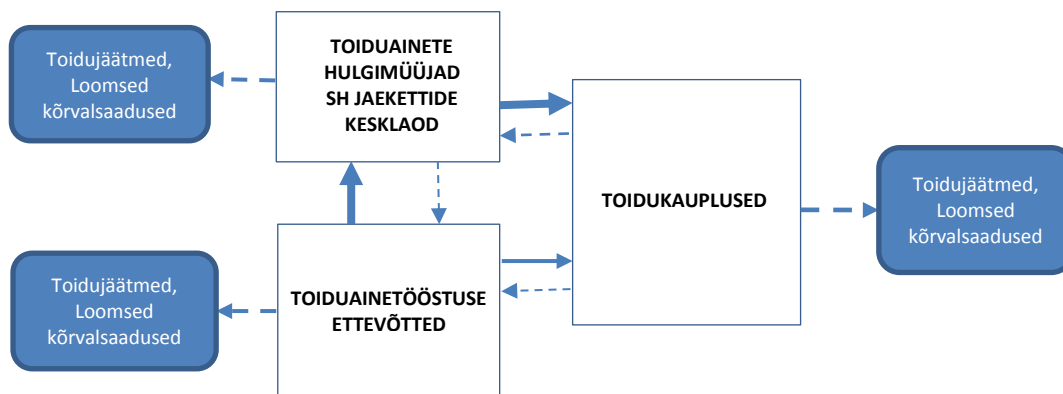 Toidujäätmed,
Loomsed
kõrvalsaadused
TOIDUAINETE
HULGIMÜÜJAD
SH JAEKETTIDE
KESKLAOD
TOIDUKAUPLUSED
Toidujäätmed,
Loomsed
kõrvalsaadused
Toidujäätmed,
Loomsed
kõrvalsaadused
TOIDUAINETÖÖSTUSE
ETTEVÕTTED